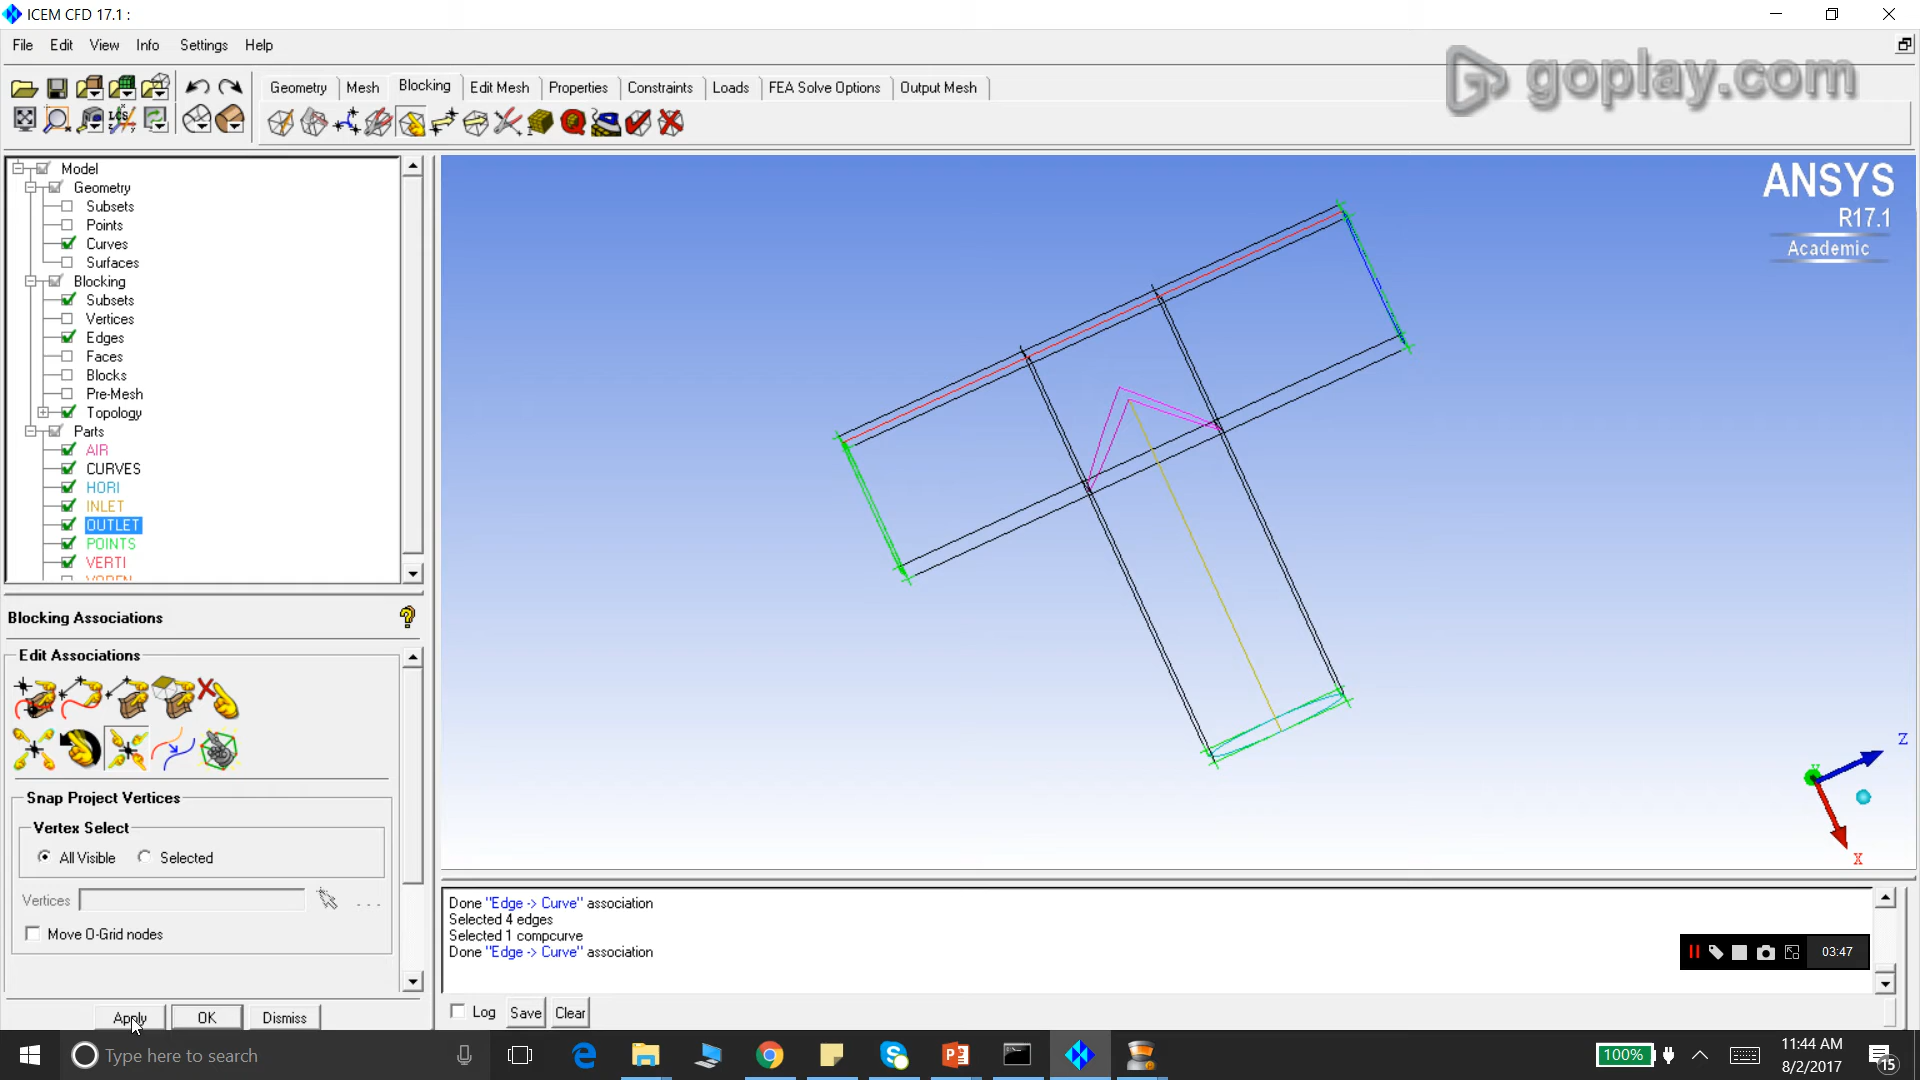 ICEM CFD 17.1 :
File Edit View Info Settings Help
goplay.com
Geometry Mesh Blocking Edit Mesh Properties Constraints Loads FEA Solve Options Output Mesh
LCS
Model
Geometry
Subsets
Points
Curves
Surfaces
Blocking
Subsets
Vertices
Edges
Faces
Blocks
Pre-Mesh
Topology
Parts
AIR
CURVES
HORI
INLET
OUTLET
POINTS
VERTI
ANSYS
R17.1
Academic
Z
Y
X
Blocking Associations
Edit Associations
Snap Project Vertices
Vertex Select
All Visible Selected
Vertices ...
Move O-Grid nodes
Apply OK Dismiss
Done "Edge -> Curve" association
Selected 4 edges
Selected 1 compcurve
Done "Edge -> Curve" association
Log Save Clear
03:47
Type here to search
100%
11:44 AM
8/2/2017
15